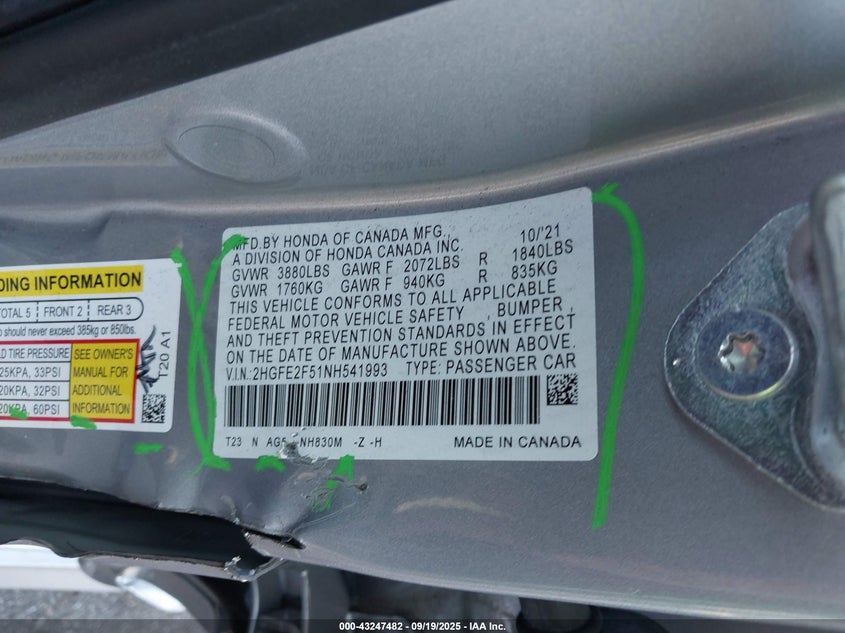 DING INFORMATION
TOTAL 5 FRONT 2 REAR 3
should never exceed 385kg or 850lbs.
TIRE PRESSURE
25KPA, 33PSI
20KPA, 32PSI
20KPA, 60PSI
SEE OWNER'S
MANUAL FOR
ADDITIONAL
INFORMATION
T20 A1
MFD.BY HONDA OF CANADA MFG. 10/'21
A DIVISION OF HONDA CANADA INC.
GVWR 3880LBS GAWR F 2072LBS R 1840LBS
GVWR 1760KG GAWR F 940KG R 835KG
THIS VEHICLE CONFORMS TO ALL APPLICABLE
FEDERAL MOTOR VEHICLE SAFETY, BUMPER,
AND THEFT PREVENTION STANDARDS IN EFFECT
ON THE DATE OF MANUFACTURE SHOWN ABOVE.
V.I.N.:2HGFE2F51NH541993 TYPE: PASSENGER CAR
T23 N NH830M -Z -H MADE IN CANADA
000-43247482 - 09/19/2025 - IAA Inc.